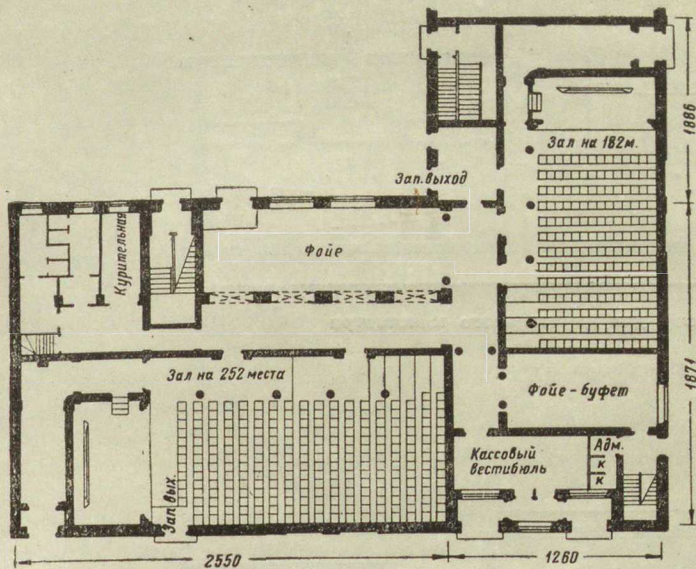 Зал на 182 м.
1886
Зап. выход
Курительная
Фойе
Зал на 252 места
Фойе - буфет
1871
Кассовый
вестибюль
Адм.
к
к
Зап. вых.
2550
1260